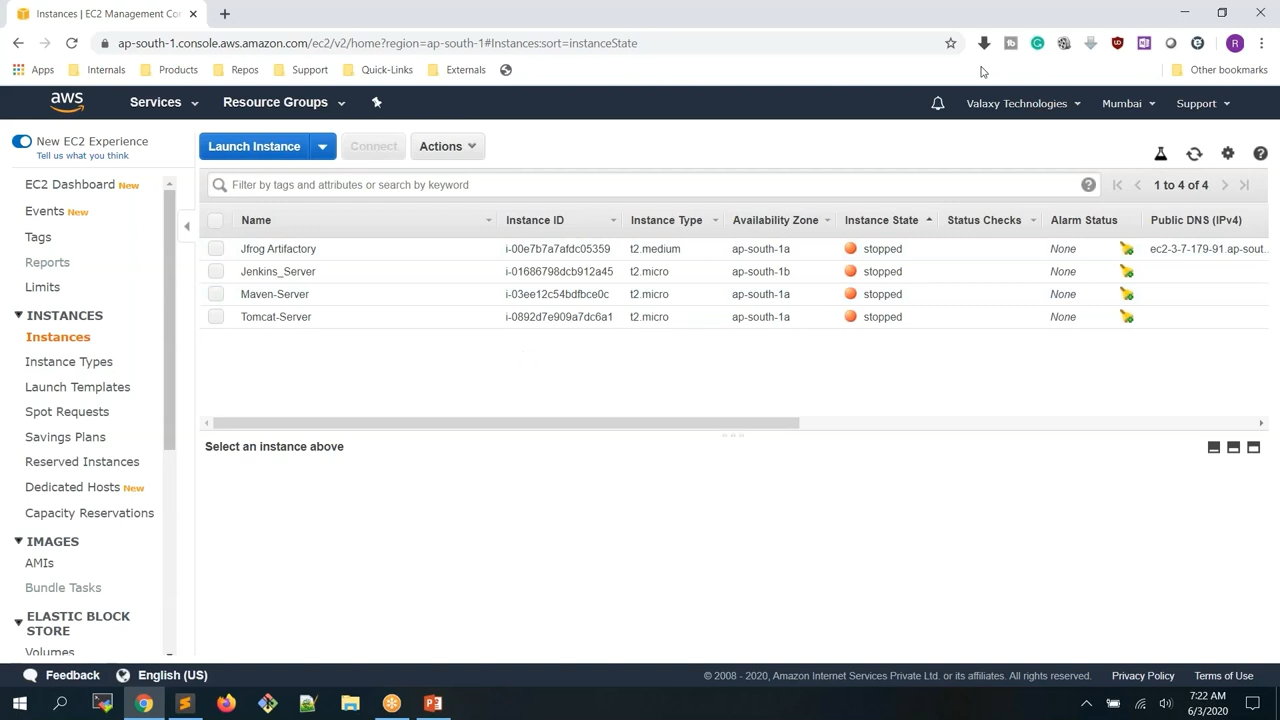 Instances | EC2 Management Co
ap-south-1.console.aws.amazon.com/ec2/v2/home?region=ap-south-1#Instances:sort=instanceState
R
Apps
Internals
Products
Repos
Support
Quick-Links
Externals
Other bookmarks
aws
Services
Resource Groups
Valaxy Technologies
Mumbai
Support
New EC2 Experience
Tell us what you think
Launch Instance
Connect
Actions
EC2 Dashboard New
Events New
Tags
Reports
Limits
INSTANCES
Instances
Instance Types
Launch Templates
Spot Requests
Savings Plans
Reserved Instances
Dedicated Hosts New
Capacity Reservations
IMAGES
AMIs
Bundle Tasks
ELASTIC BLOCK
STORE
Volumes
Filter by tags and attributes or search by keyword
1 to 4 of 4
Name Instance ID Instance Type Availability Zone Instance State Status Checks Alarm Status Public DNS (IPv4)
Jfrog Artifactory i-00e7b7a7afdc05359 t2.medium ap-south-1a stopped None ec2-3-7-179-91.ap-sout...
Jenkins_Server i-01686798dcb912a45 t2.micro ap-south-1b stopped None
Maven-Server i-03ee12c54bdfbce0c t2.micro ap-south-1a stopped None
Tomcat-Server i-0892d7e909a7dc6a1 t2.micro ap-south-1a stopped None
Select an instance above
Feedback
English (US)
© 2008 - 2020, Amazon Internet Services Private Ltd. or its affiliates. All rights reserved.
Privacy Policy
Terms of Use
7:22 AM
6/3/2020